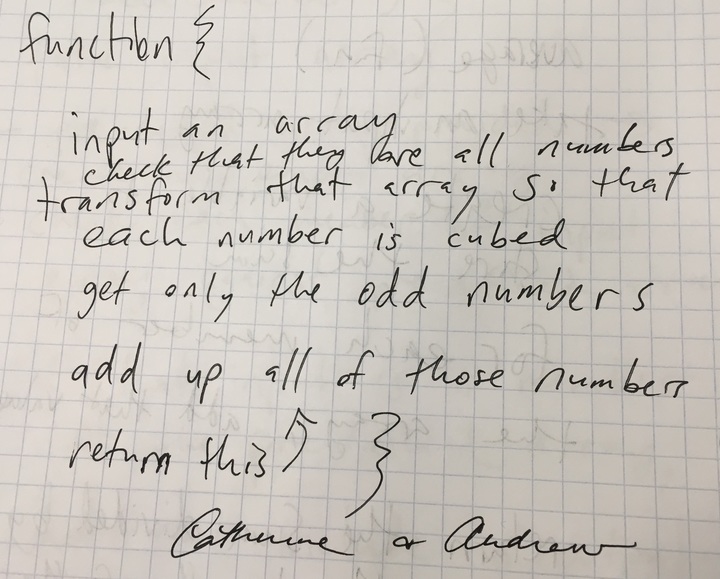 function {
input an array
check that they are all numbers
transform that array so that
each number is cubed
get only the odd numbers
add up all of those numbers
return this }
Catherine & Andrew